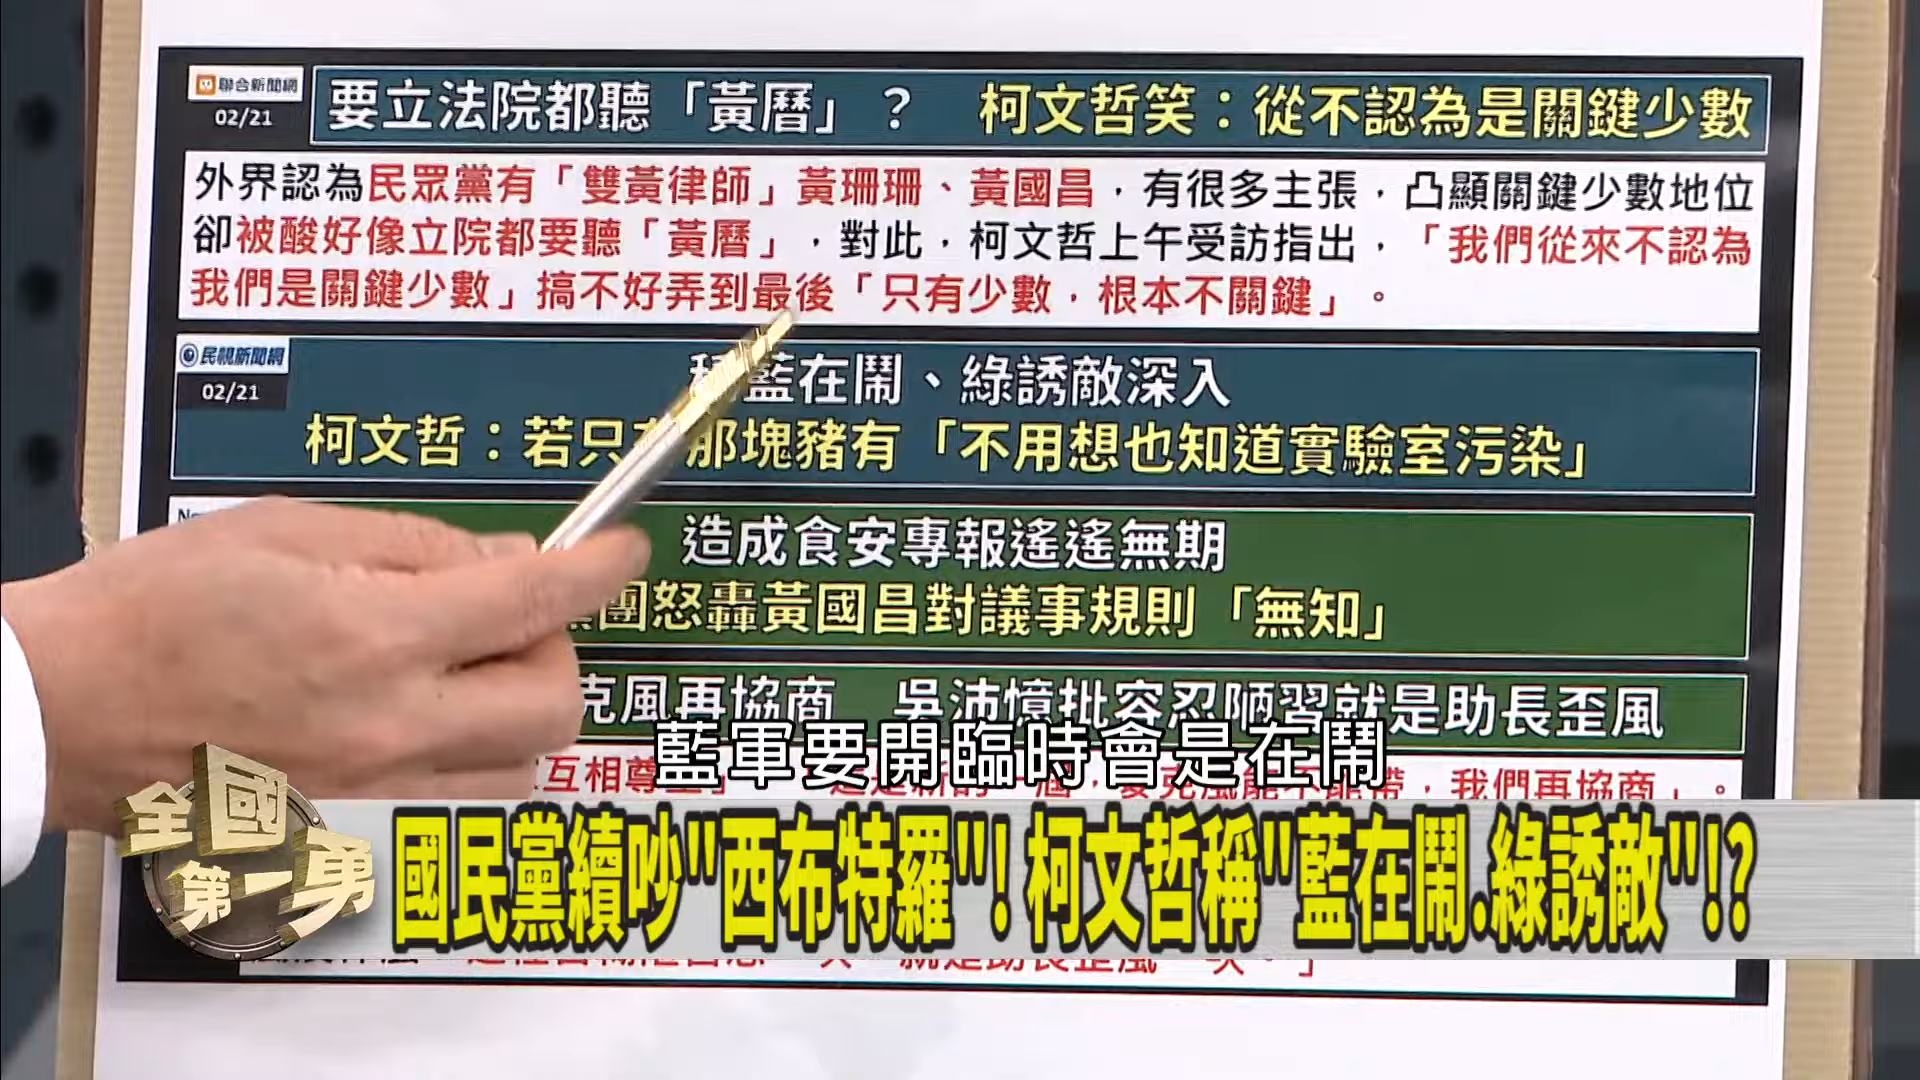 聯合新聞網
02/21
要立法院都聽「黃曆」? 柯文哲笑：從不認為是關鍵少數
外界認為民眾黨有「雙黃律師」黃珊珊、黃國昌，有很多主張，凸顯關鍵少數地位
卻被酸好像立院都要聽「黃曆」，對此，柯文哲上午受訪指出，「我們從來不認為
我們是關鍵少數」搞不好弄到最後「只有少數，根本不關鍵」。
民視新聞網
02/21
藍在鬧、綠誘敵深入
柯文哲：若只 那塊豬有「不用想也知道實驗室污染」
造成食安專報遙遙無期
團怒轟黃國昌對議事規則「無知」
克風再協商 吳沛憶批容忍陋習就是助長歪風
藍軍要開臨時會是在鬧
互相尊重」 我們再協商」。
全國第一勇
國民黨續吵"西布特羅"!柯文哲稱"藍在鬧.綠誘敵"!?